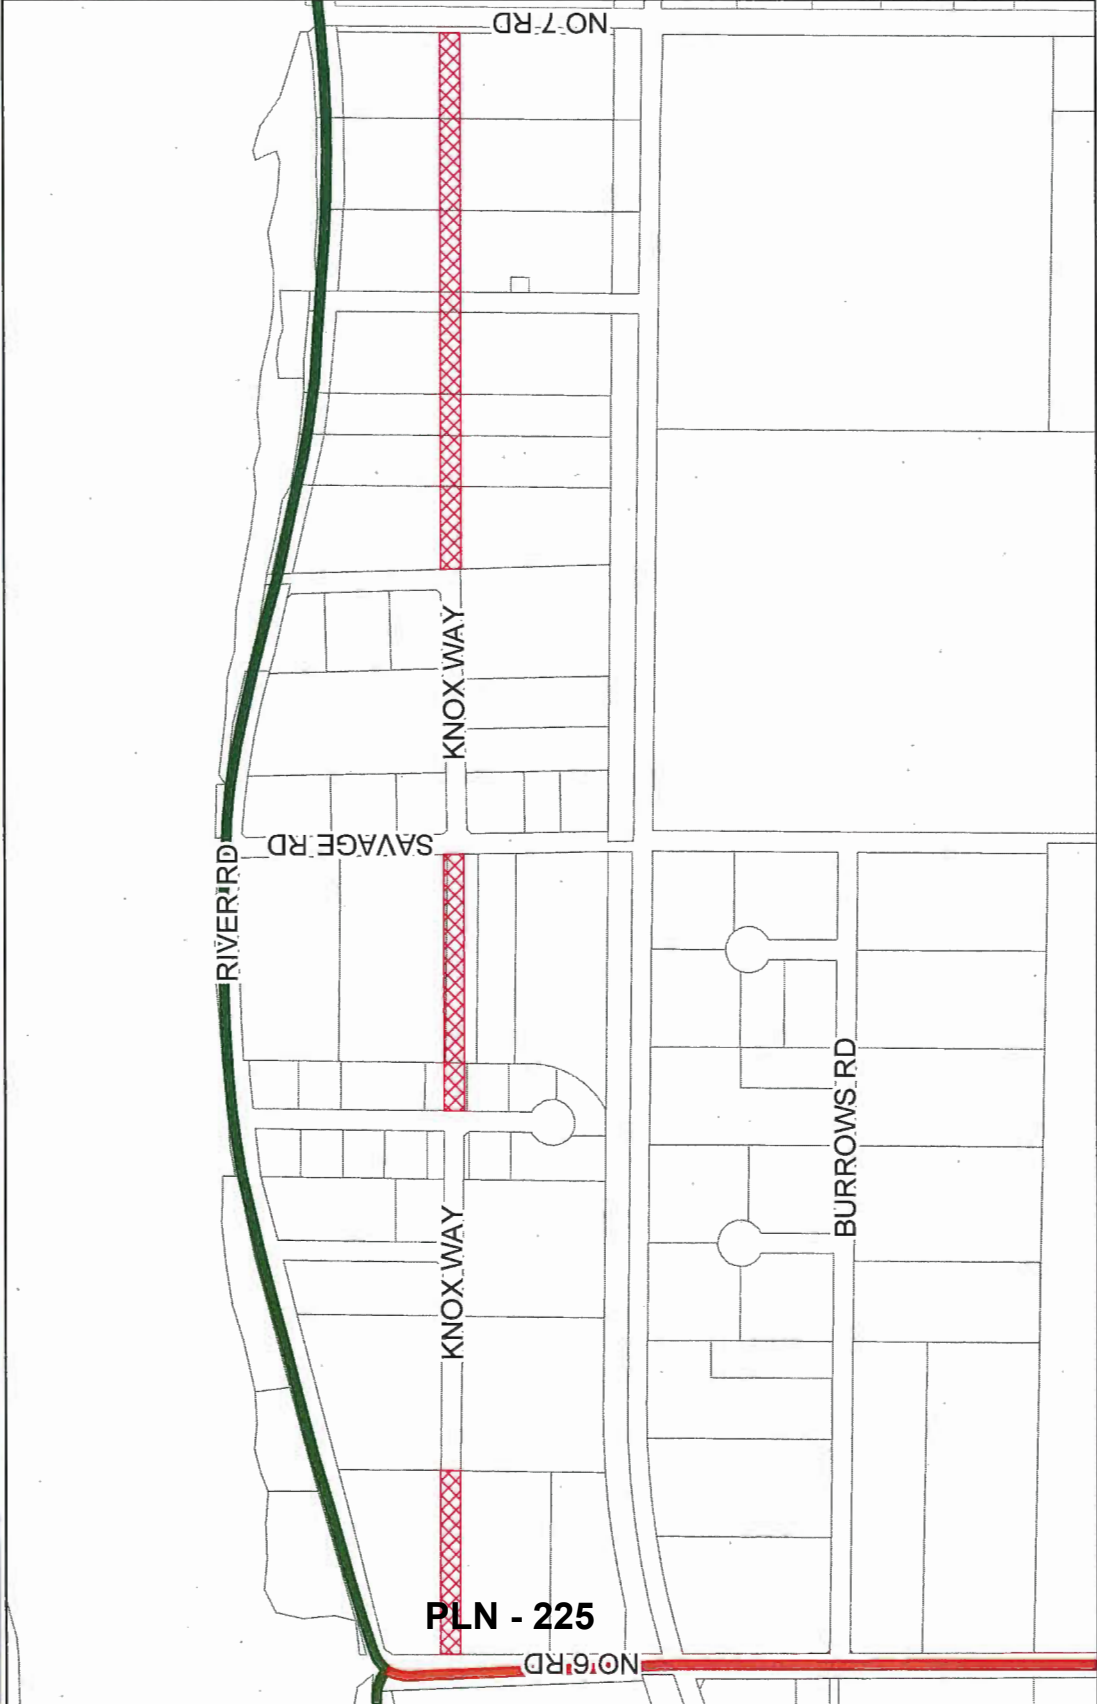 NO 7 RD
KNOX WAY
SAVAGE RD
RIVER RD
BURROWS RD
KNOX WAY
PLN - 225
NO 6 RD